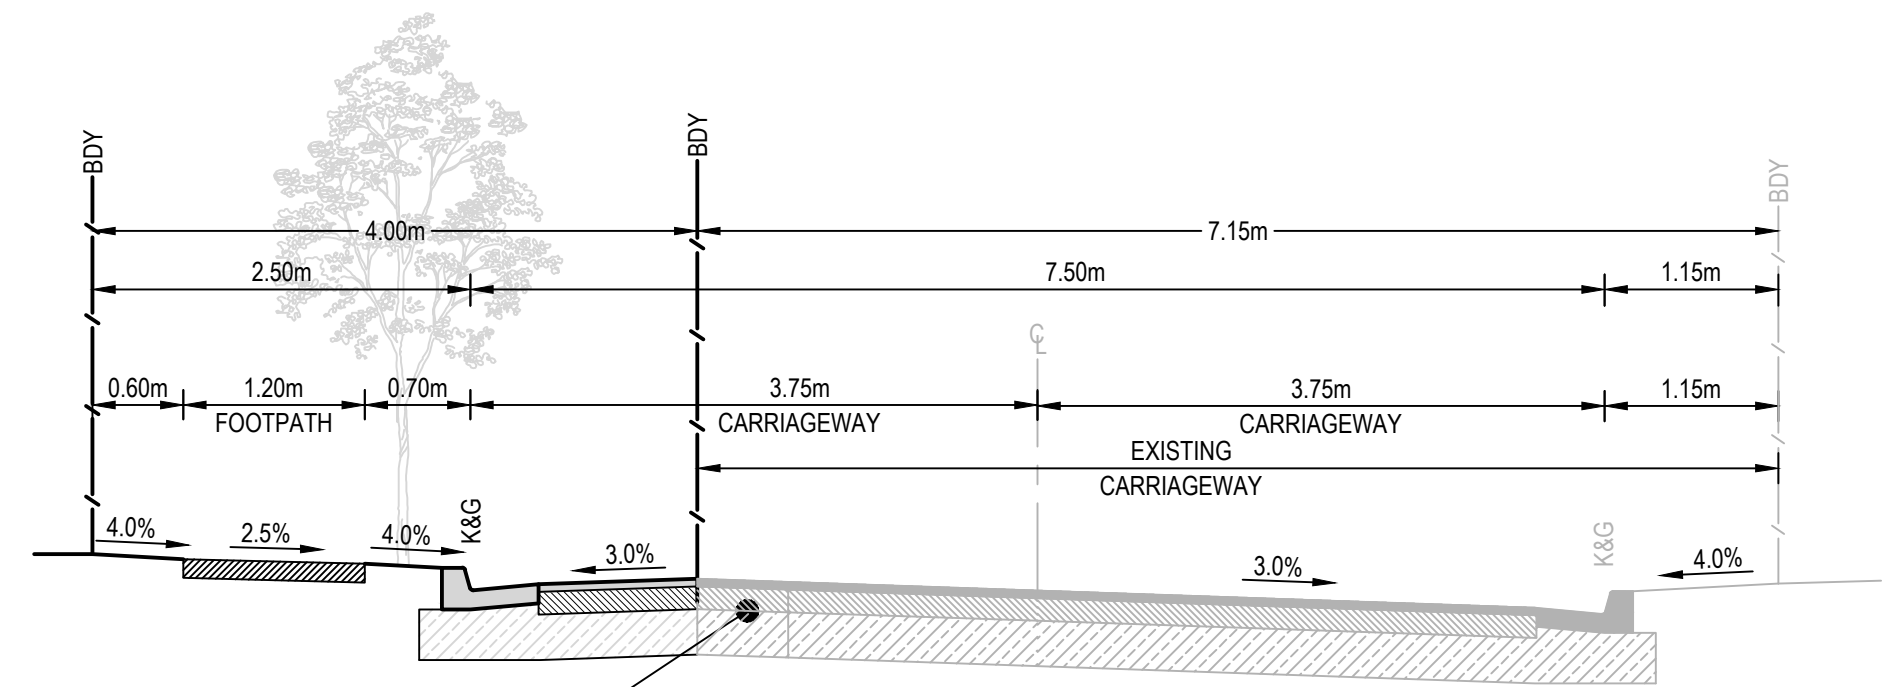 BDY
BDY
BDY
4.00m
7.15m
2.50m
7.50m
1.15m
℄
0.60m
1.20m
0.70m
3.75m
3.75m
1.15m
FOOTPATH
CARRIAGEWAY
CARRIAGEWAY
EXISTING
CARRIAGEWAY
K&G
K&G
4.0%
2.5%
4.0%
3.0%
3.0%
4.0%